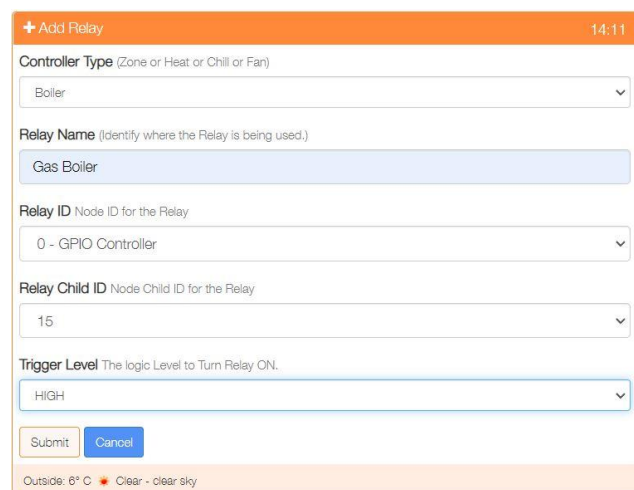 Add Relay 14:11
Controller Type (Zone or Heat or Chill or Fan)
Boiler
Relay Name (Identify where the Relay is being used.)
Gas Boiler
Relay ID Node ID for the Relay
0 - GPIO Controller
Relay Child ID Node Child ID for the Relay
15
Trigger Level The logic Level to Turn Relay ON.
HIGH
Submit Cancel
Outside: 6° C Clear - clear sky